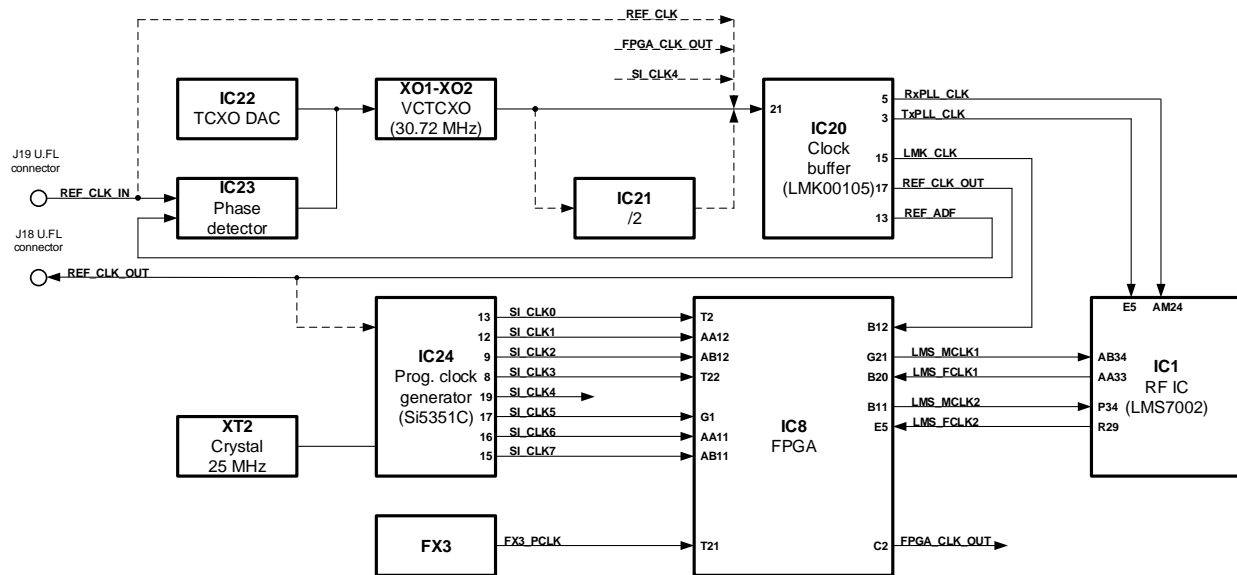 REF_CLK
FPGA_CLK_OUT
SI_CLK4
IC22
TCXO DAC
XO1-XO2
VCTCXO
(30.72 MHz)
21
IC20
Clock
buffer
(LMK00105)
5
RxPLL_CLK
3
TxPLL_CLK
15
LMK_CLK
17
REF_CLK_OUT
13
REF_ADF
J19 U.FL
connector
REF_CLK_IN
IC23
Phase
detector
IC21
/2
J18 U.FL
connector
REF_CLK_OUT
IC24
Prog. clock
generator
(Si5351C)
13 SI_CLK0 T2
12 SI_CLK1 AA12
9 SI_CLK2 AB12
8 SI_CLK3 T22
19 SI_CLK4
17 SI_CLK5 G1
16 SI_CLK6 AA11
15 SI_CLK7 AB11
XT2
Crystal
25 MHz
FX3
FX3_PCLK
T21
IC8
FPGA
B12
G21 LMS_MCLK1 AB34
B20 LMS_FCLK1 AA33
B11 LMS_MCLK2 P34
E5 LMS_FCLK2 R29
C2 FPGA_CLK_OUT
E5 AM24
IC1
RF IC
(LMS7002)